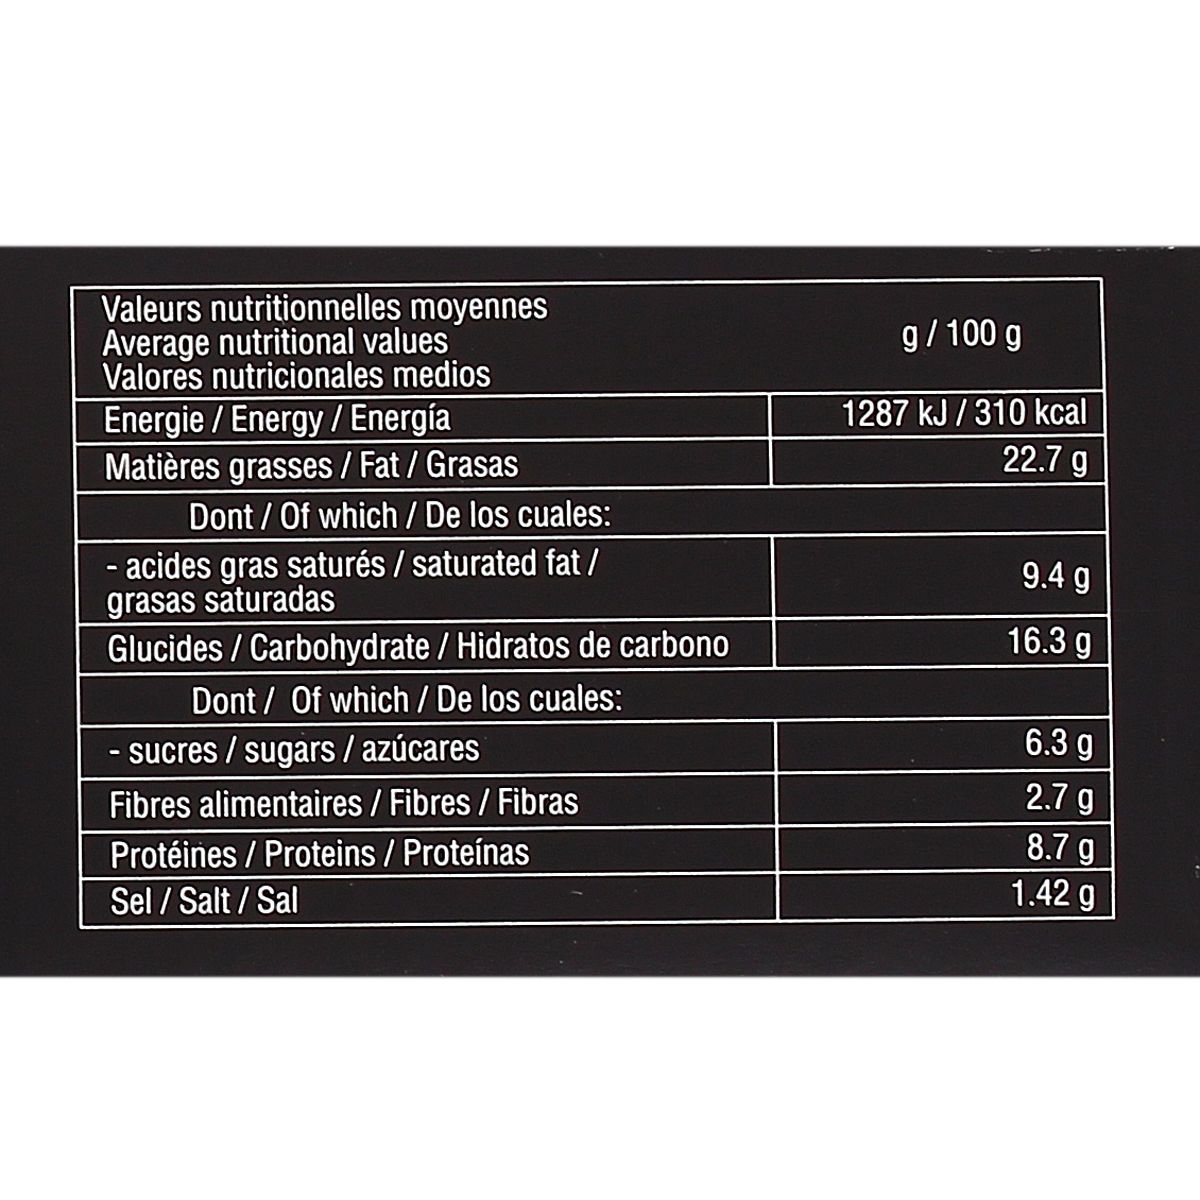 Valeurs nutritionnelles moyennes
Average nutritional values
Valores nutricionales medios
g / 100 g
Energie / Energy / Energía 1287 kJ / 310 kcal
Matières grasses / Fat / Grasas 22.7 g
Dont / Of which / De los cuales:
- acides gras saturés / saturated fat /
grasas saturadas 9.4 g
Glucides / Carbohydrate / Hidratos de carbono 16.3 g
Dont / Of which / De los cuales:
- sucres / sugars / azúcares 6.3 g
Fibres alimentaires / Fibres / Fibras 2.7 g
Protéines / Proteins / Proteínas 8.7 g
Sel / Salt / Sal 1.42 g